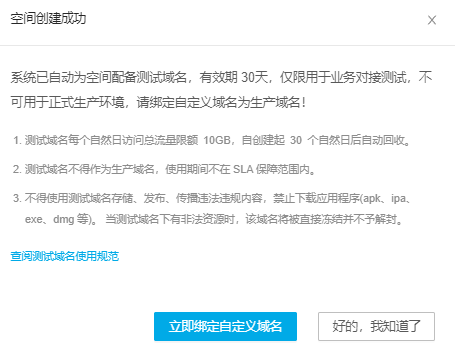 空间创建成功
系统已自动为空间配备测试域名，有效期 30天，仅限用于业务对接测试，不
可用于正式生产环境，请绑定自定义域名为生产域名！
1. 测试域名每个自然日访问总流量限额 10GB，自创建起 30 个自然日后自动回收。
2. 测试域名不得作为生产域名，使用期间不在 SLA 保障范围内。
3. 不得使用测试域名存储、发布、传播违法违规内容，禁止下载应用程序(apk、ipa、
exe、dmg 等)。 当测试域名下有非法资源时，该域名将被直接冻结并不予解封。
查阅测试域名使用规范
立即绑定自定义域名
好的，我知道了